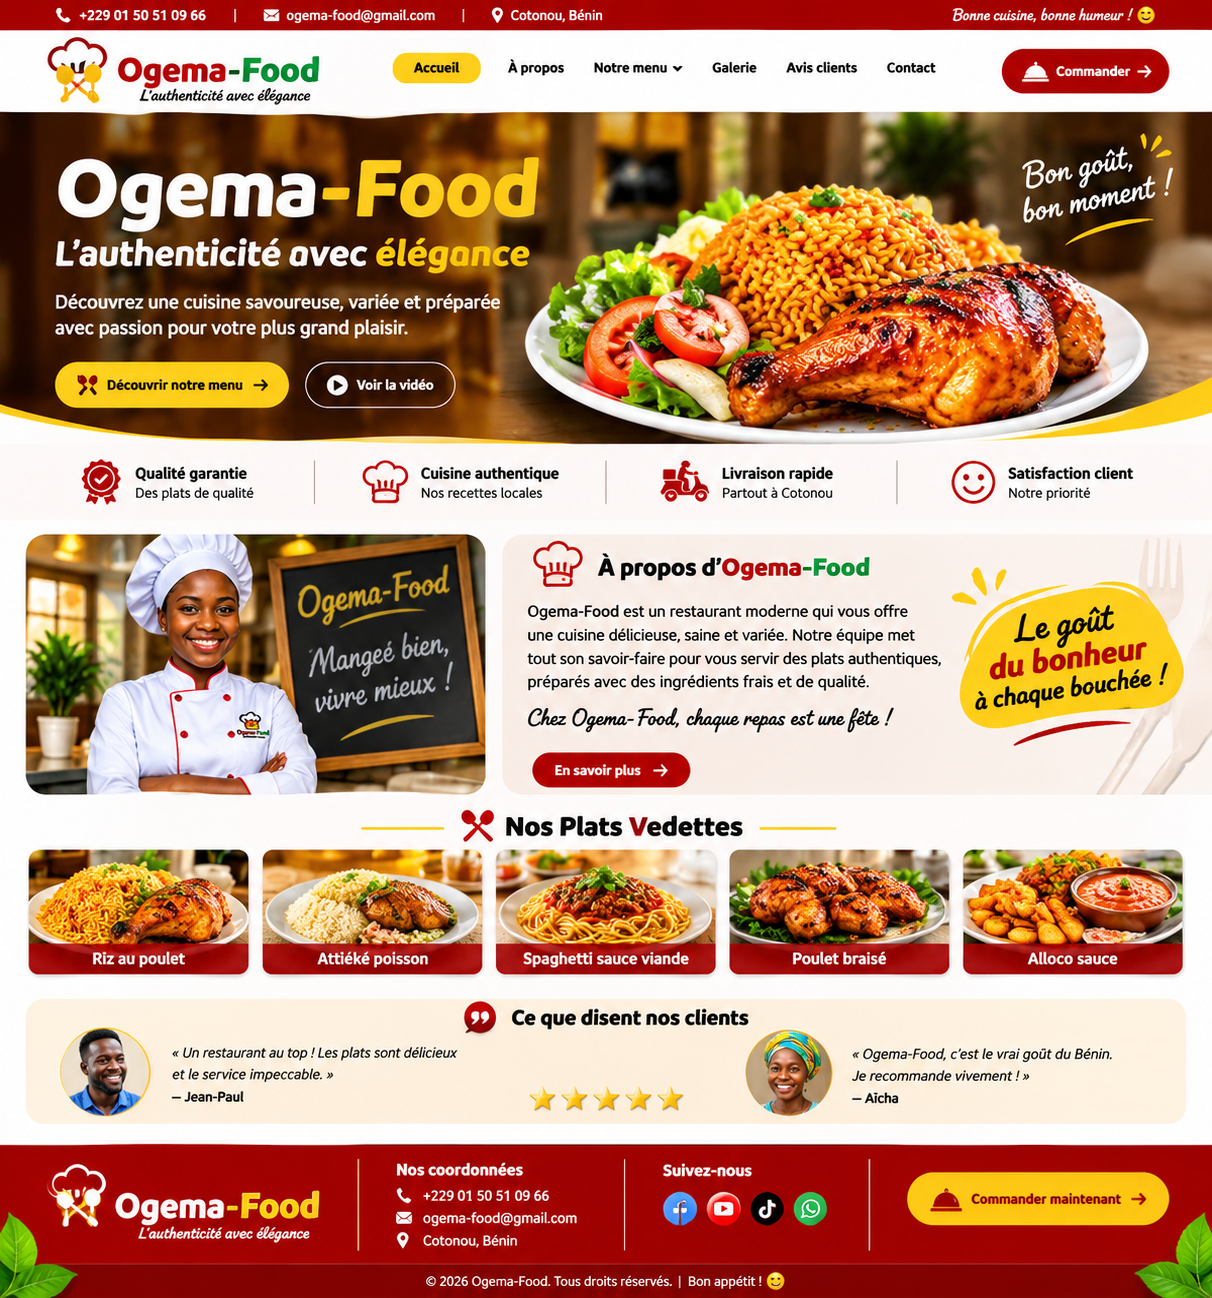 +229 01 50 51 09 66 | ogema-food@gmail.com | Cotonou, Bénin
Bonne cuisine, bonne humeur !
Ogema-Food
L'authenticité avec élégance
Accueil
À propos
Notre menu
Galerie
Avis clients
Contact
Commander
Ogema-Food
L'authenticité avec élégance
Découvrez une cuisine savoureuse, variée et préparée
avec passion pour votre plus grand plaisir.
Découvrir notre menu
Voir la vidéo
Bon goût,
bon moment !
Qualité garantie
Des plats de qualité
Cuisine authentique
Nos recettes locales
Livraison rapide
Partout à Cotonou
Satisfaction client
Notre priorité
Ogema-Food
Mangeé bien,
vivre mieux !
À propos d'Ogema-Food
Ogema-Food est un restaurant moderne qui vous offre
une cuisine délicieuse, saine et variée. Notre équipe met
tout son savoir-faire pour vous servir des plats authentiques,
préparés avec des ingrédients frais et de qualité.
Chez Ogema-Food, chaque repas est une fête !
En savoir plus
Le goût
du bonheur
à chaque bouchée !
Nos Plats Vedettes
Riz au poulet
Attiéké poisson
Spaghetti sauce viande
Poulet braisé
Alloco sauce
Ce que disent nos clients
« Un restaurant au top ! Les plats sont délicieux
et le service impeccable. »
– Jean-Paul
« Ogema-Food, c'est le vrai goût du Bénin.
Je recommande vivement ! »
– Aïcha
Ogema-Food
L'authenticité avec élégance
Nos coordonnées
+229 01 50 51 09 66
ogema-food@gmail.com
Cotonou, Bénin
Suivez-nous
Commander maintenant
© 2026 Ogema-Food. Tous droits réservés. | Bon appétit !